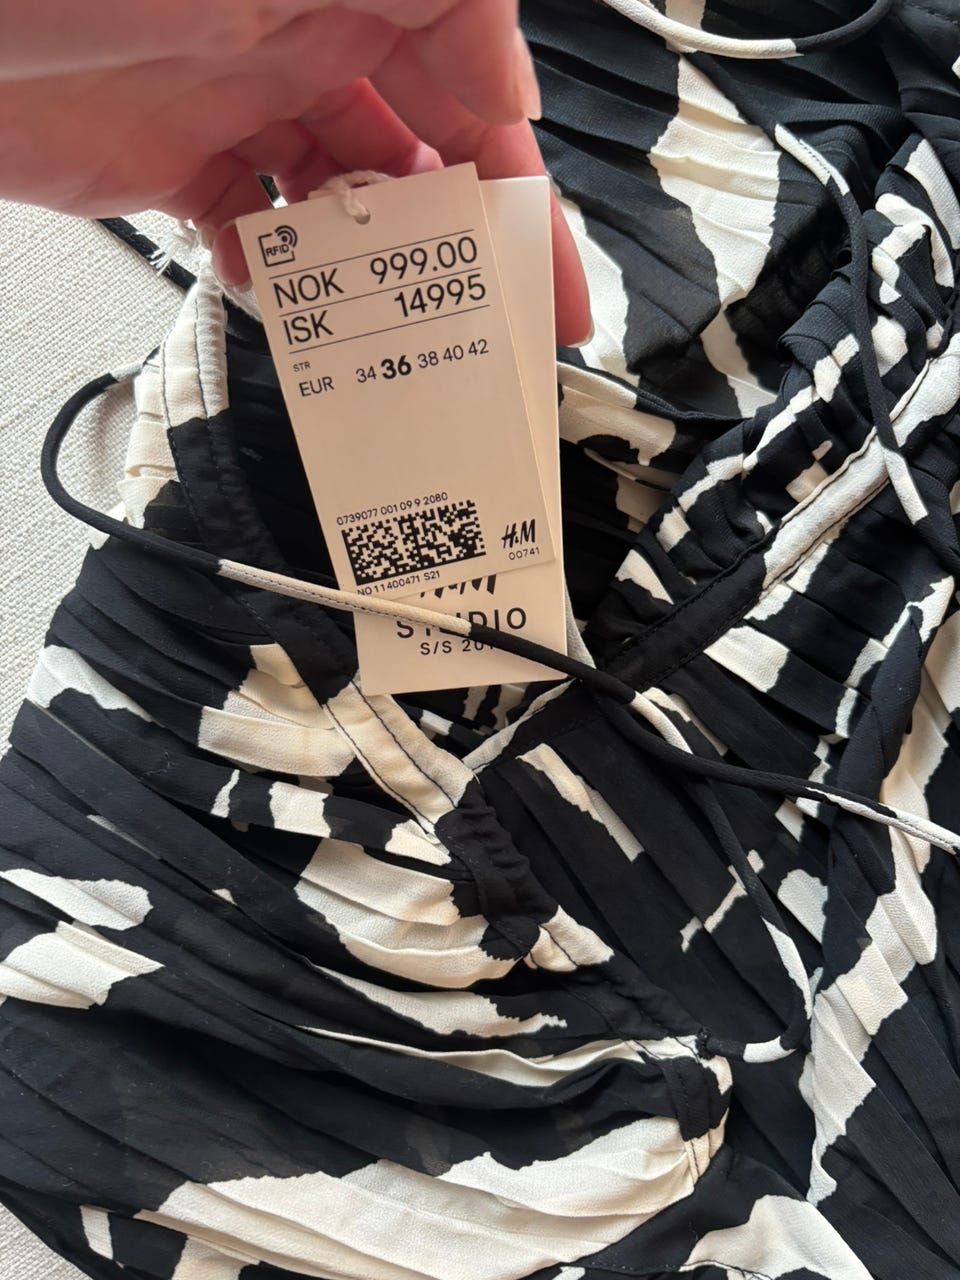 RFID
NOK 999.00
ISK 14995
STR
EUR 34 36 38 40 42
0739077 001 09 9 2080
H&M
00741
NO 11400471 S21
H&M
STUDIO
S/S